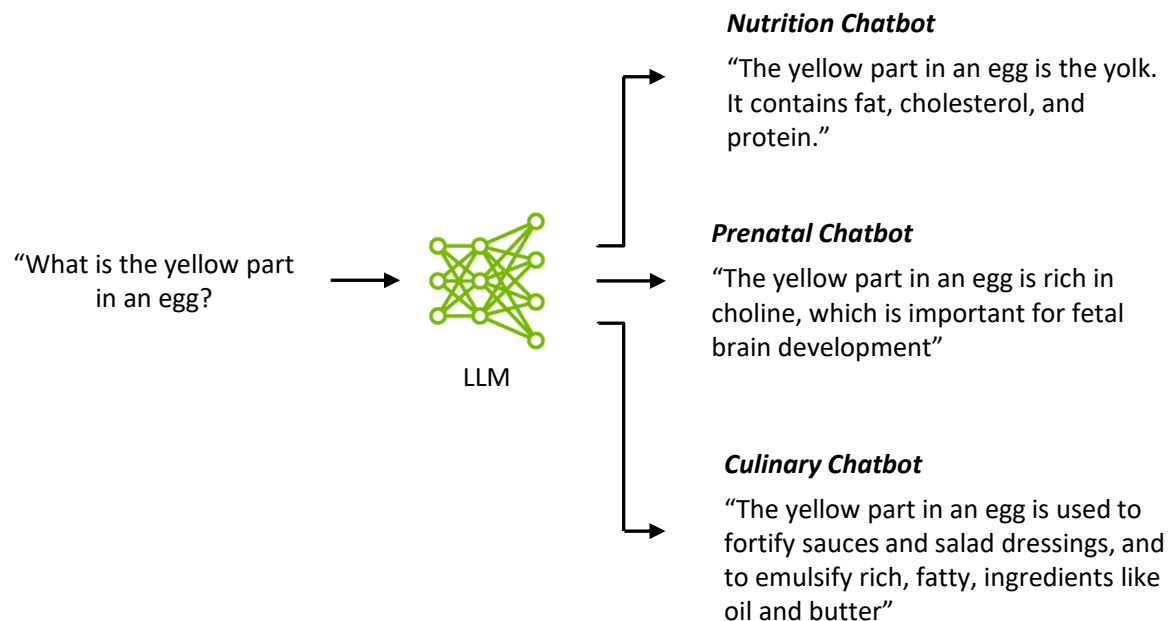 Nutrition Chatbot
“The yellow part in an egg is the yolk.
It contains fat, cholesterol, and
protein.”
“What is the yellow part
in an egg?
LLM
Prenatal Chatbot
“The yellow part in an egg is rich in
choline, which is important for fetal
brain development”
Culinary Chatbot
“The yellow part in an egg is used to
fortify sauces and salad dressings, and
to emulsify rich, fatty, ingredients like
oil and butter”